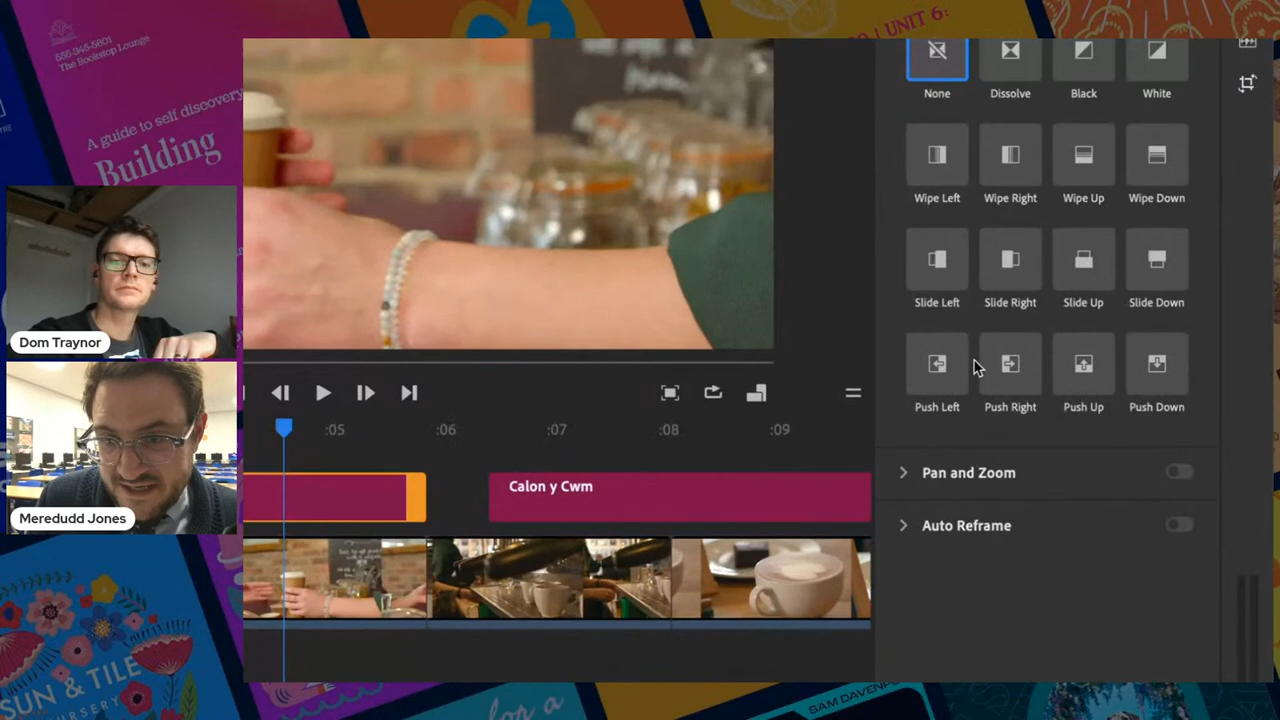 555-345-5801
The Bookstop Lounge
A guide to self discovery
Building
UNIT 6:
None
Dissolve
Black
White
Wipe Left
Wipe Right
Wipe Up
Wipe Down
Slide Left
Slide Right
Slide Up
Slide Down
Push Left
Push Right
Push Up
Push Down
Pan and Zoom
Auto Reframe
Dom Traynor
Meredudd Jones
:05
:06
:07
:08
:09
Calon y Cwm
SUN & TILE
for a